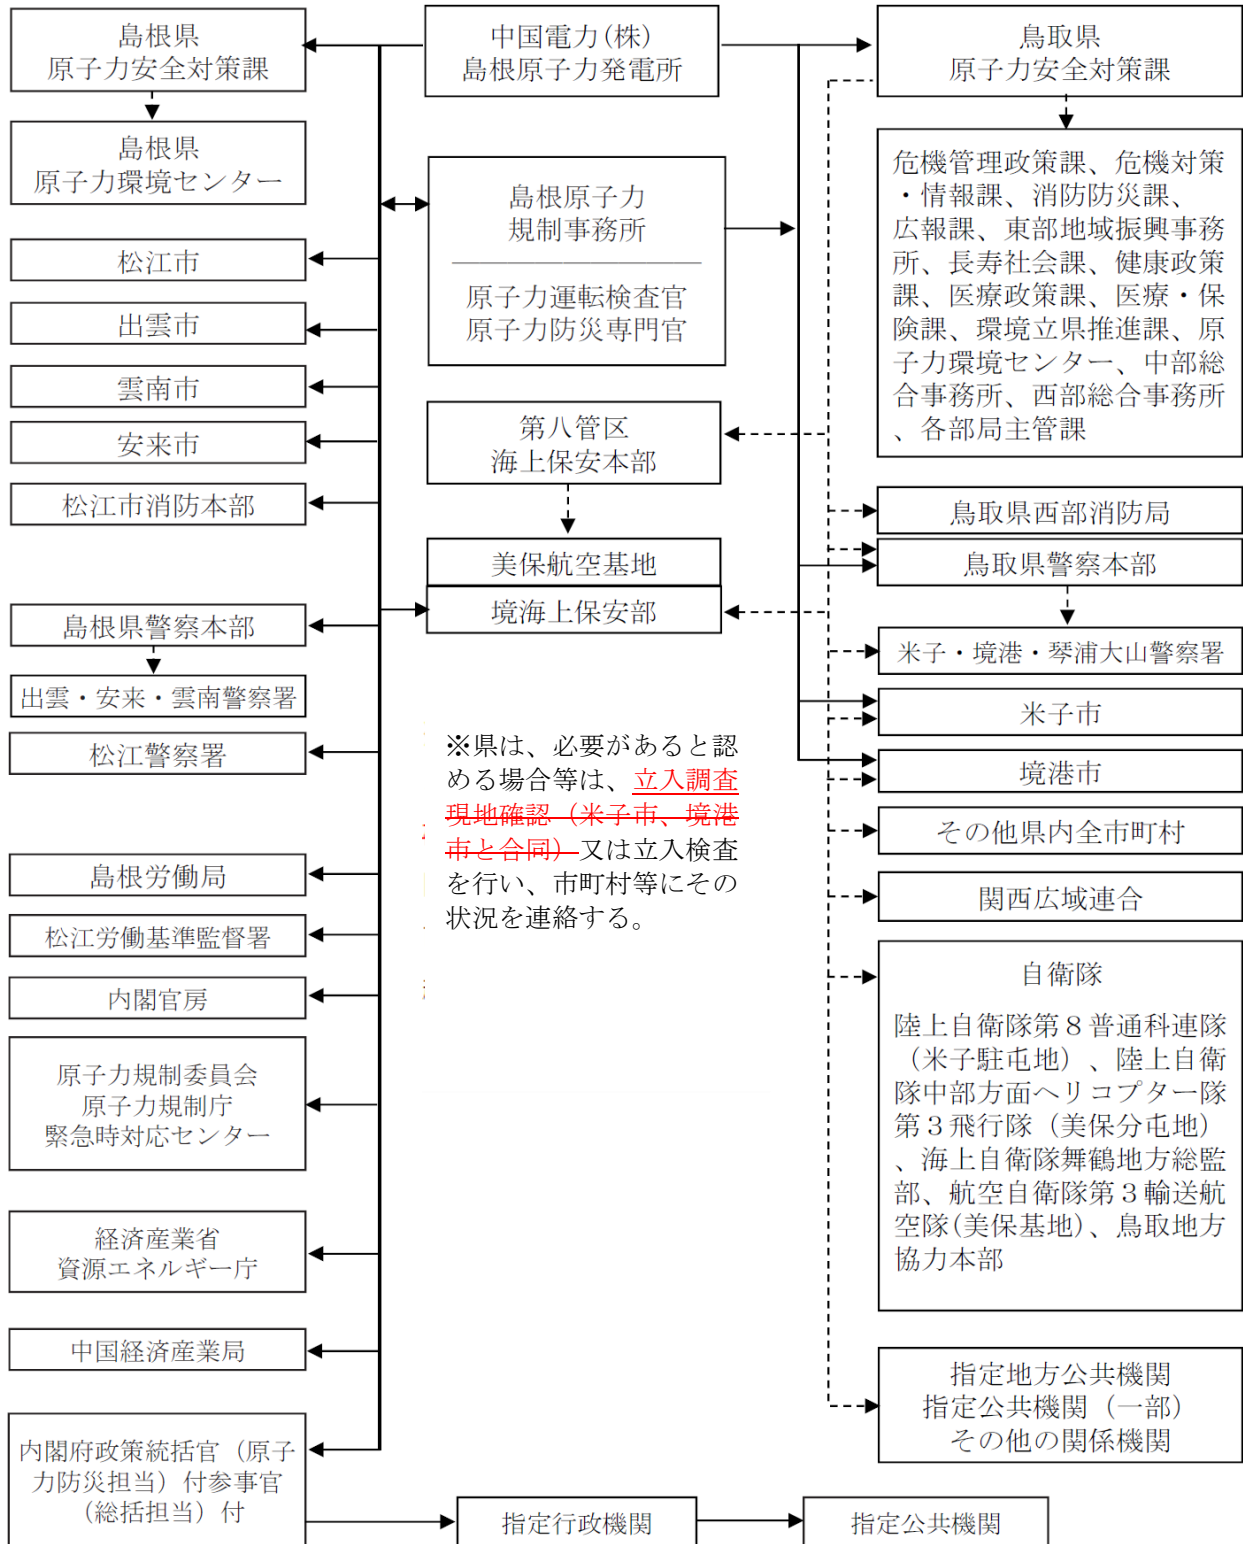 島根県
原子力安全対策課
島根県
原子力環境センター
松江市
出雲市
雲南市
安来市
松江市消防本部
島根県警察本部
出雲・安来・雲南警察署
松江警察署
島根労働局
松江労働基準監督署
内閣官房
原子力規制委員会
原子力規制庁
緊急時対応センター
経済産業省
資源エネルギー庁
中国経済産業局
内閣府政策統括官（原子
力防災担当）付参事官
（総括担当）付
中国電力(株)
島根原子力発電所
島根原子力
規制事務所
原子力運転検査官
原子力防災専門官
第八管区
海上保安本部
美保航空基地
境海上保安部
※県は、必要があると認
める場合等は、立入調査
現地確認（米子市、境港
市と合同）又は立入検査
を行い、市町村等にその
状況を連絡する。
指定行政機関
指定公共機関
鳥取県
原子力安全対策課
危機管理政策課、危機対策
・情報課、消防防災課、
広報課、東部地域振興事務
所、長寿社会課、健康政策
課、医療政策課、医療・保
険課、環境立県推進課、原
子力環境センター、中部総
合事務所、西部総合事務所
、各部局主管課
鳥取県西部消防局
鳥取県警察本部
米子・境港・琴浦大山警察署
米子市
境港市
その他県内全市町村
関西広域連合
自衛隊
陸上自衛隊第８普通科連隊
（米子駐屯地）、陸上自衛
隊中部方面ヘリコプター隊
第３飛行隊（美保分屯地）
、海上自衛隊舞鶴地方総監
部、航空自衛隊第３輸送航
空隊(美保基地)、鳥取地方
協力本部
指定地方公共機関
指定公共機関（一部）
その他の関係機関